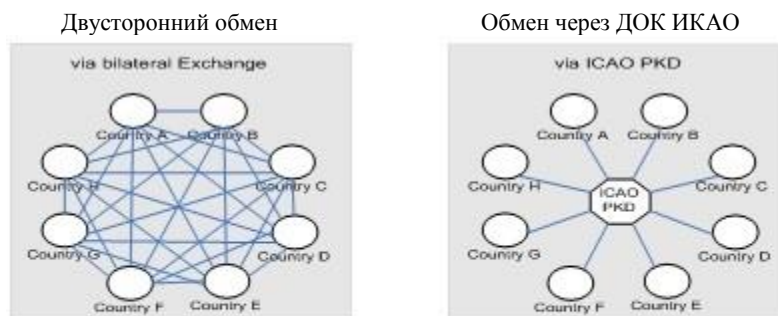 Двусторонний обмен
Обмен через ДОК ИКАО
via bilateral Exchange
Country A
Country B
Country H
Country C
Country G
Country D
Country F
Country E
via ICAO PKD
Country A
Country B
Country H
Country C
ICAO
PKD
Country G
Country D
Country F
Country E